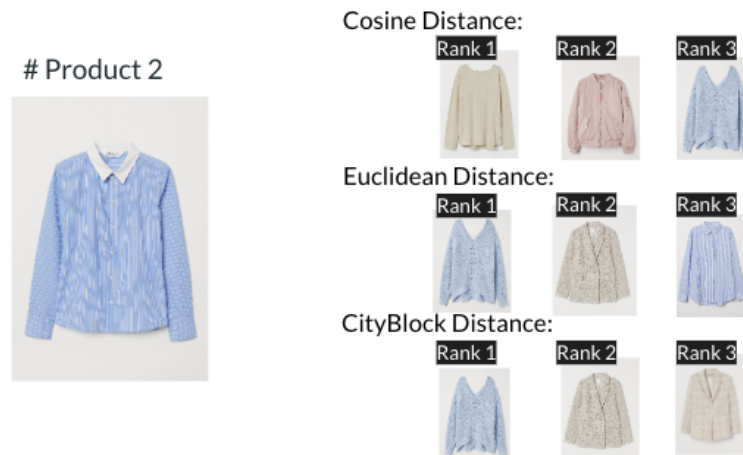 # Product 2
Cosine Distance:
Rank 1 Rank 2 Rank 3
Euclidean Distance:
Rank 1 Rank 2 Rank 3
CityBlock Distance:
Rank 1 Rank 2 Rank 3